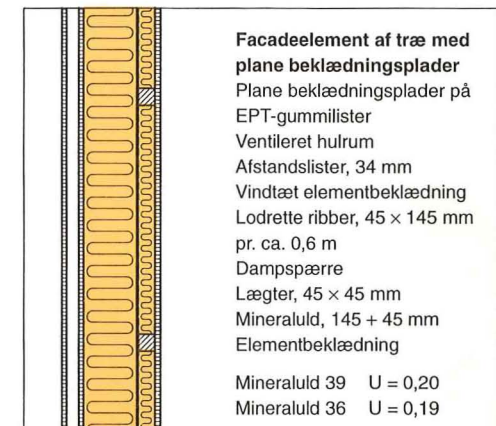 Facadeelement af træ med
plane beklædningsplader
Plane beklædningsplader på
EPT-gummilister
Ventileret hulrum
Afstandslister, 34 mm
Vindtæt elementbeklædning
Lodrette ribber, 45 × 145 mm
pr. ca. 0,6 m
Dampspærre
Lægter, 45 × 45 mm
Mineraluld, 145 + 45 mm
Elementbeklædning
Mineraluld 39 U = 0,20
Mineraluld 36 U = 0,19